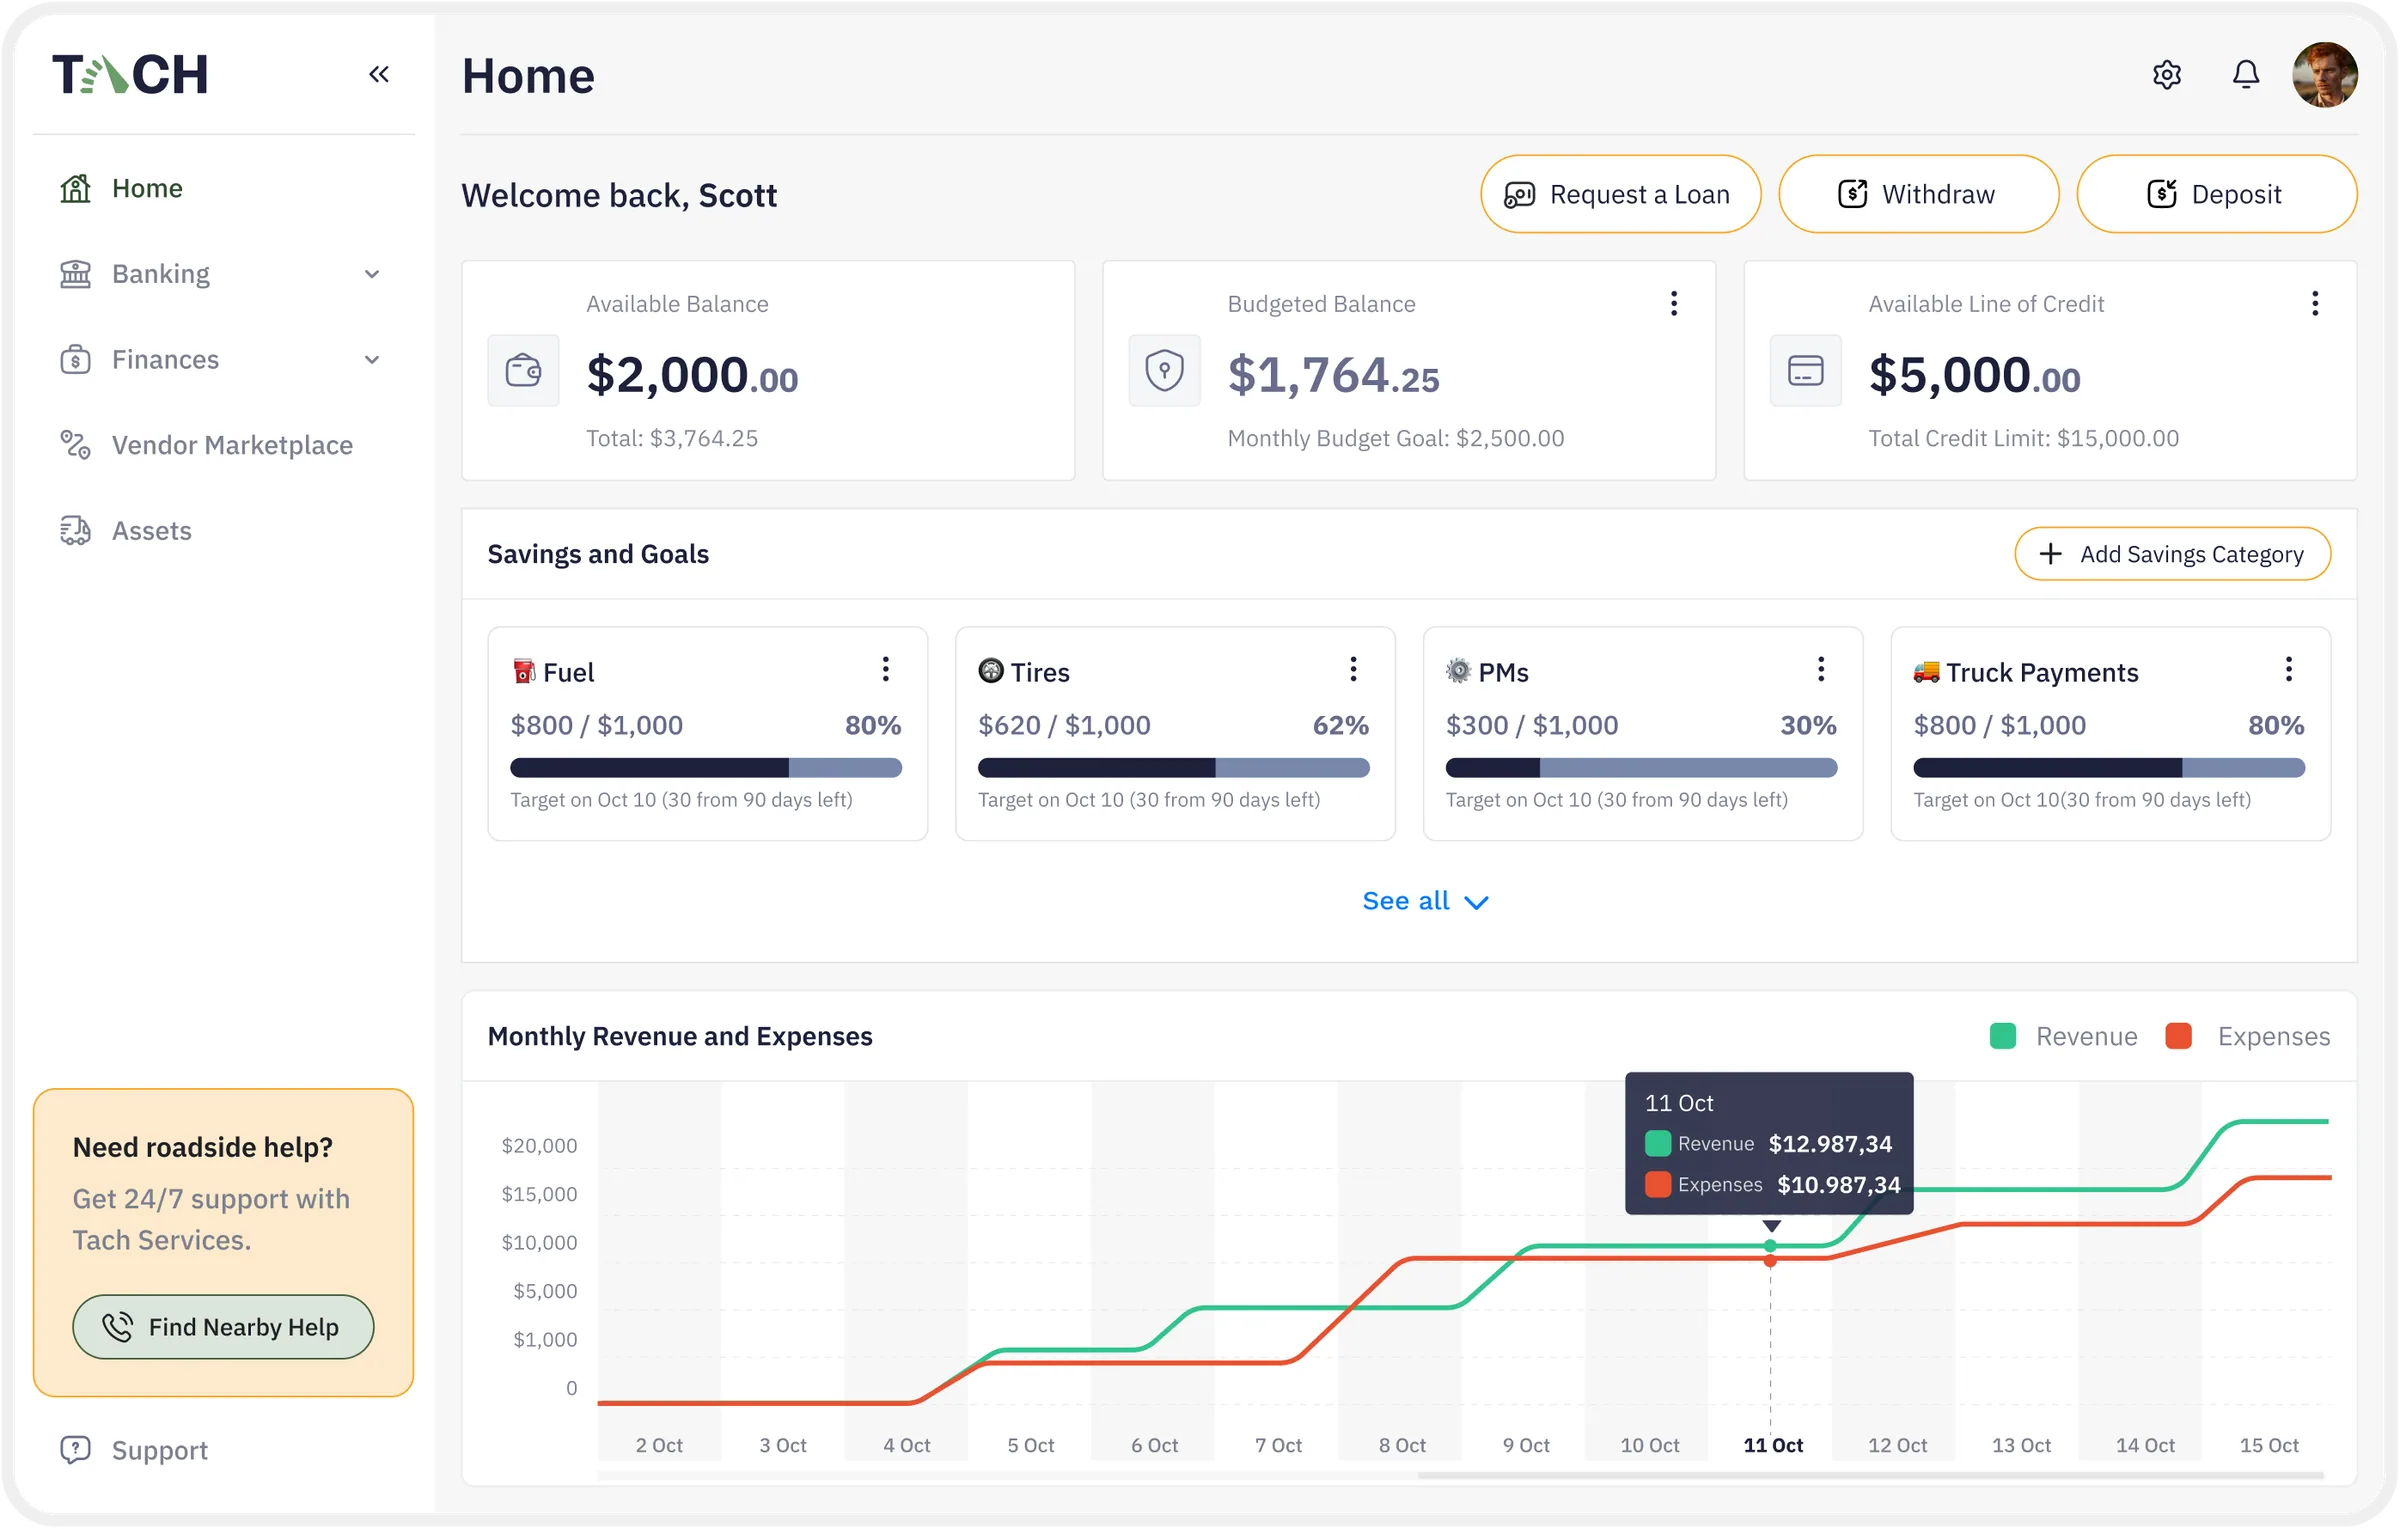 TACH
Home
Banking
Finances
Vendor Marketplace
Assets
Need roadside help?
Get 24/7 support with
Tach Services.
Find Nearby Help
Support
Home
Welcome back, Scott
Request a Loan
Withdraw
Deposit
Available Balance
$2,000.00
Total: $3,764.25
Budgeted Balance
$1,764.25
Monthly Budget Goal: $2,500.00
Available Line of Credit
$5,000.00
Total Credit Limit: $15,000.00
Savings and Goals
Add Savings Category
Fuel
$800 / $1,000 80%
Target on Oct 10 (30 from 90 days left)
Tires
$620 / $1,000 62%
Target on Oct 10 (30 from 90 days left)
PMs
$300 / $1,000 30%
Target on Oct 10 (30 from 90 days left)
Truck Payments
$800 / $1,000 80%
Target on Oct 10(30 from 90 days left)
See all
Monthly Revenue and Expenses
Revenue
Expenses
$20,000
$15,000
$10,000
$5,000
$1,000
0
11 Oct
Revenue $12.987,34
Expenses $10.987,34
2 Oct 3 Oct 4 Oct 5 Oct 6 Oct 7 Oct 8 Oct 9 Oct 10 Oct 11 Oct 12 Oct 13 Oct 14 Oct 15 Oct